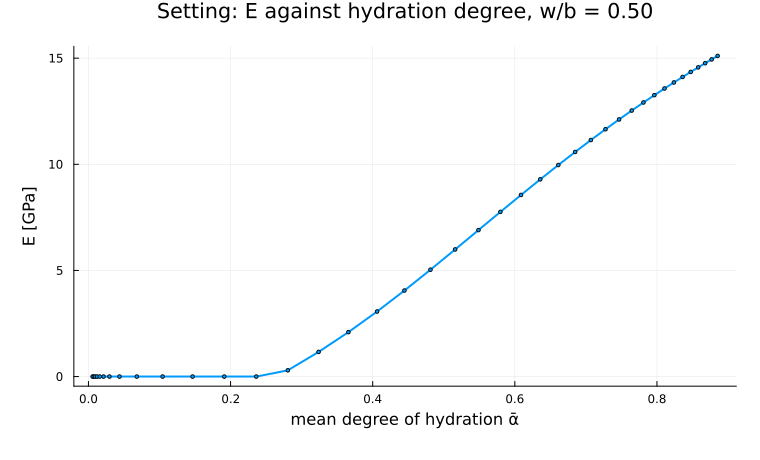 Setting: E against hydration degree, w/b = 0.50
15
10
5
0
E [GPa]
0.0 0.2 0.4 0.6 0.8
mean degree of hydration ᾱ